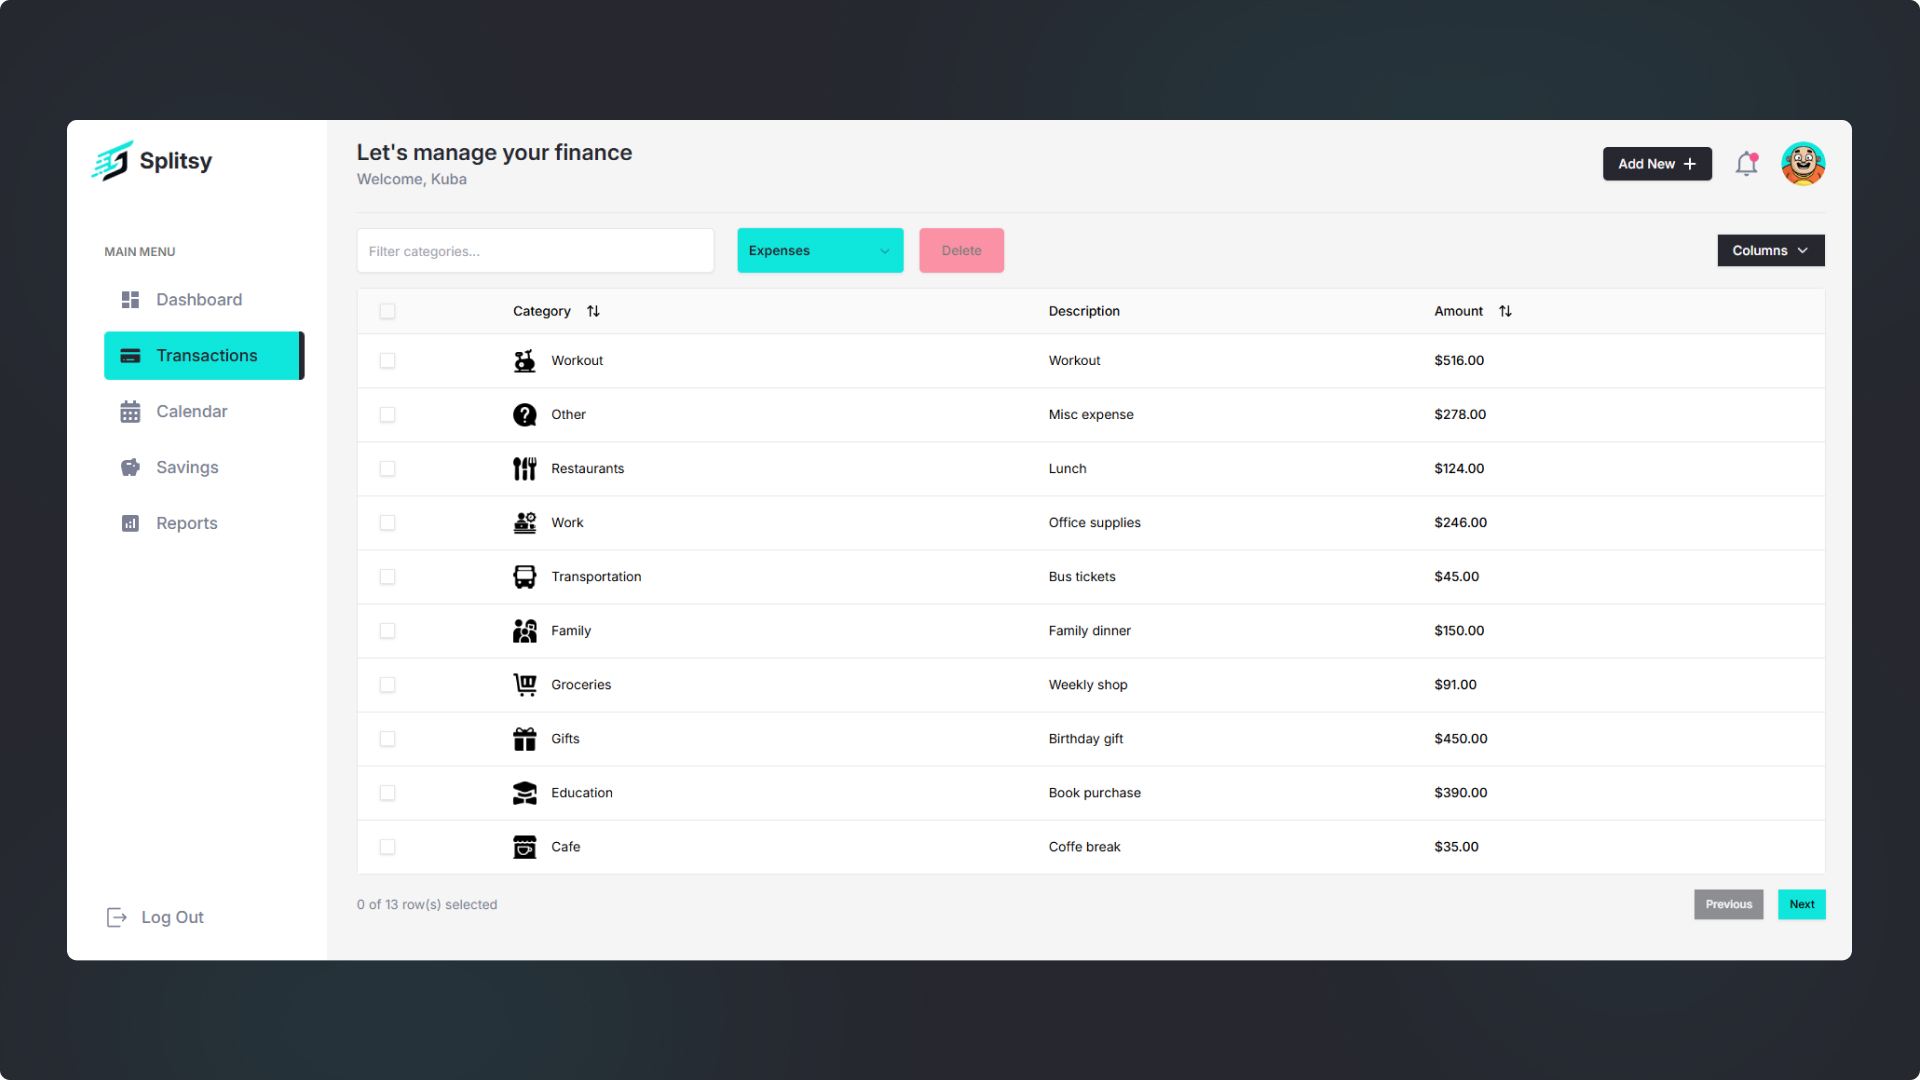 Splitsy
Let's manage your finance
Welcome, Kuba
Add New
MAIN MENU
Dashboard
Transactions
Calendar
Savings
Reports
Log Out
Filter categories...
Expenses
Delete
Columns
Category Description Amount
Workout Workout $516.00
Other Misc expense $278.00
Restaurants Lunch $124.00
Work Office supplies $246.00
Transportation Bus tickets $45.00
Family Family dinner $150.00
Groceries Weekly shop $91.00
Gifts Birthday gift $450.00
Education Book purchase $390.00
Cafe Coffe break $35.00
0 of 13 row(s) selected
Previous
Next